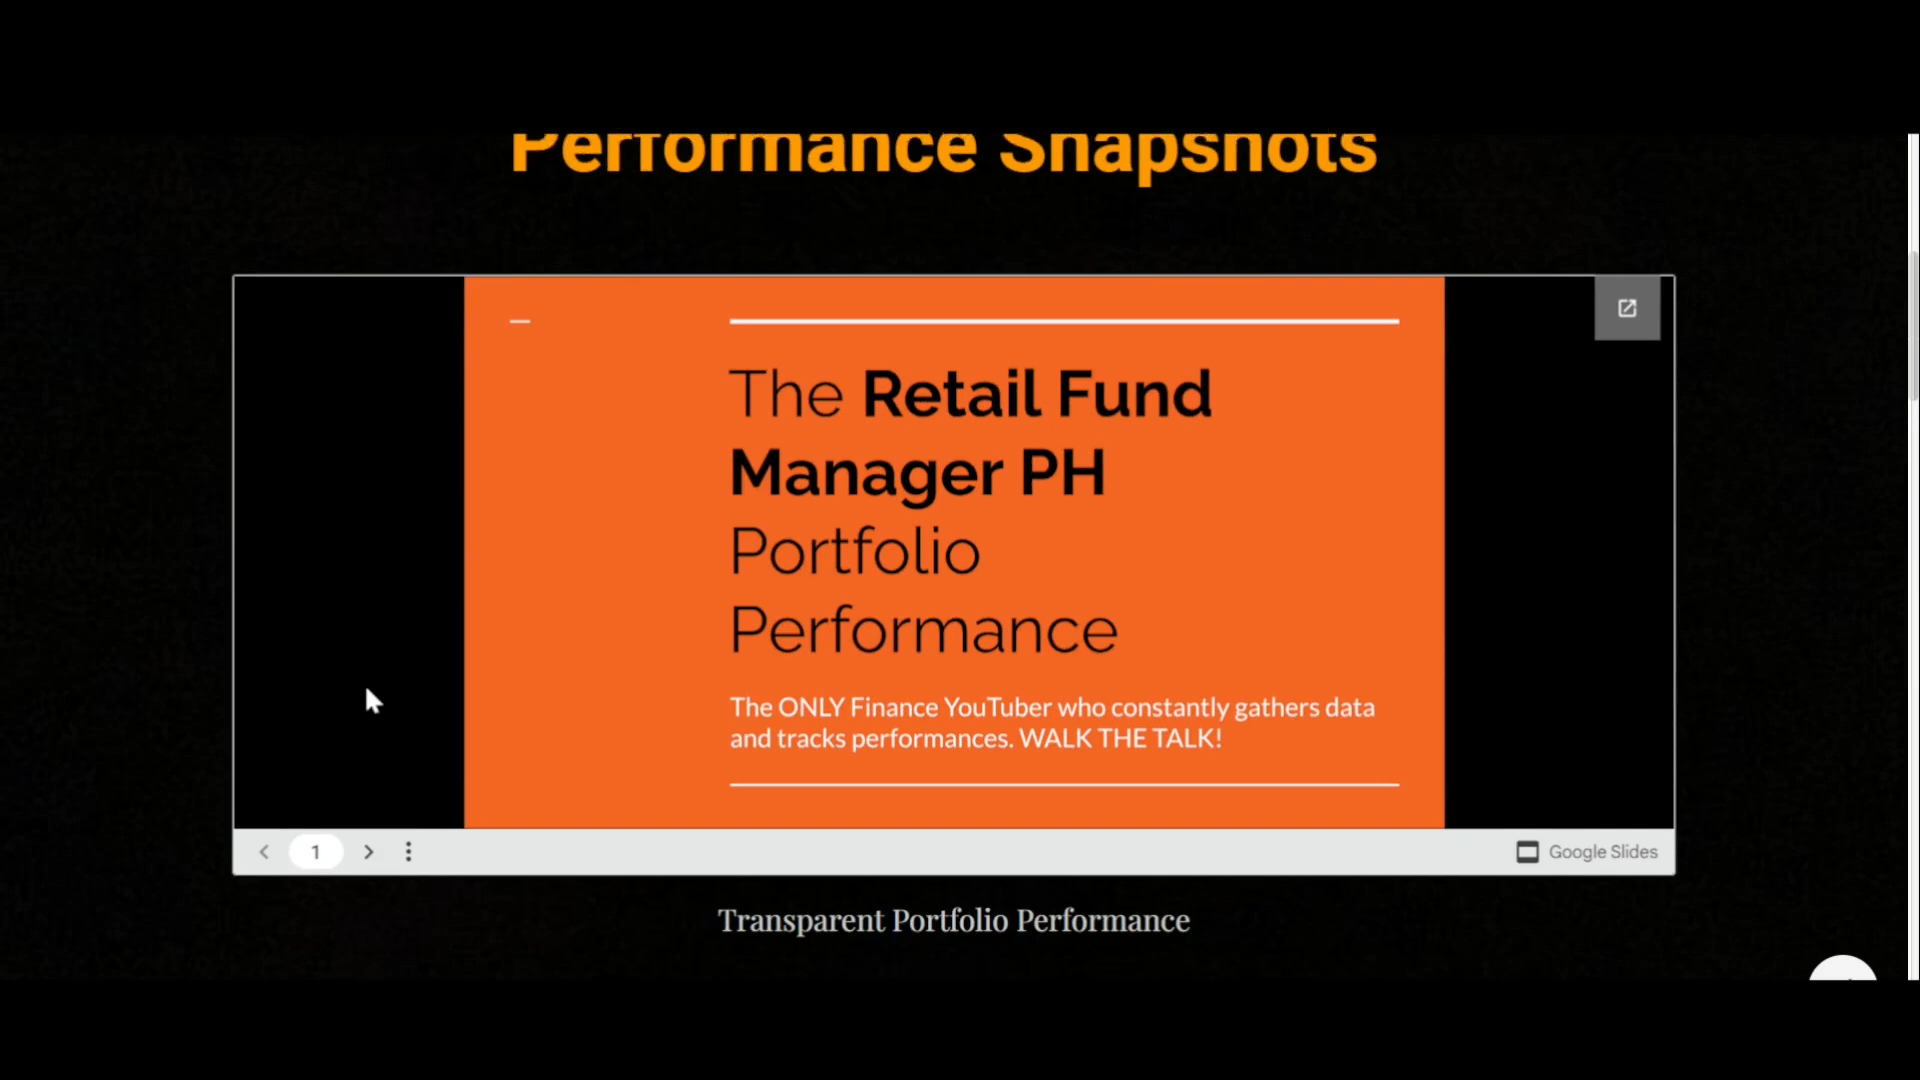 Performance Snapshots
The Retail Fund
Manager PH
Portfolio
Performance
The ONLY Finance YouTuber who constantly gathers data
and tracks performances. WALK THE TALK!
1
Google Slides
Transparent Portfolio Performance